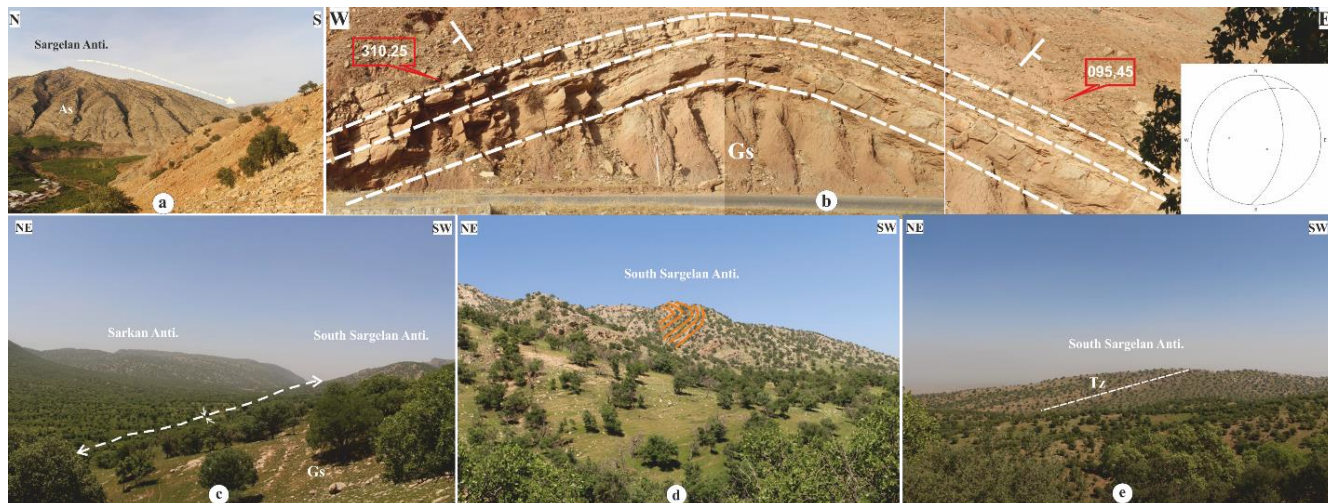 N
S
Sargelan Anti.
As
a
W
E
310,25
095,45
Gs
b
N
W
E
S
NE
SW
Sarkan Anti.
South Sargelan Anti.
Gs
c
NE
SW
South Sargelan Anti.
d
NE
SW
South Sargelan Anti.
Tz
e